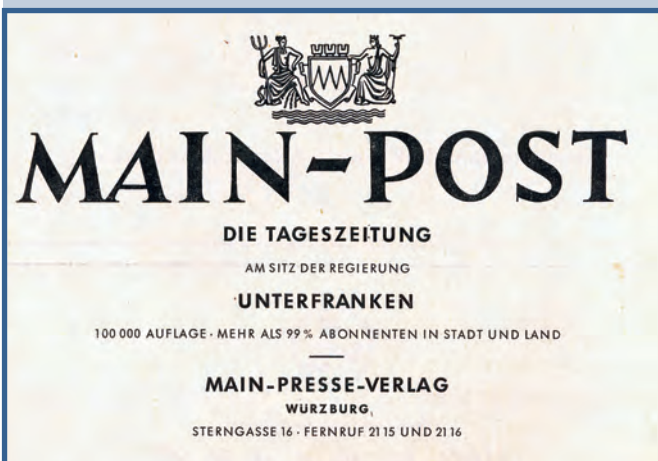 MAIN-POST
DIE TAGESZEITUNG
AM SITZ DER REGIERUNG
UNTERFRANKEN
100 000 AUFLAGE · MEHR ALS 99 % ABONNENTEN IN STADT UND LAND
MAIN-PRESSE-VERLAG
WURZBURG,
STERNGASSE 16 · FERNRUF 21 15 UND 21 16